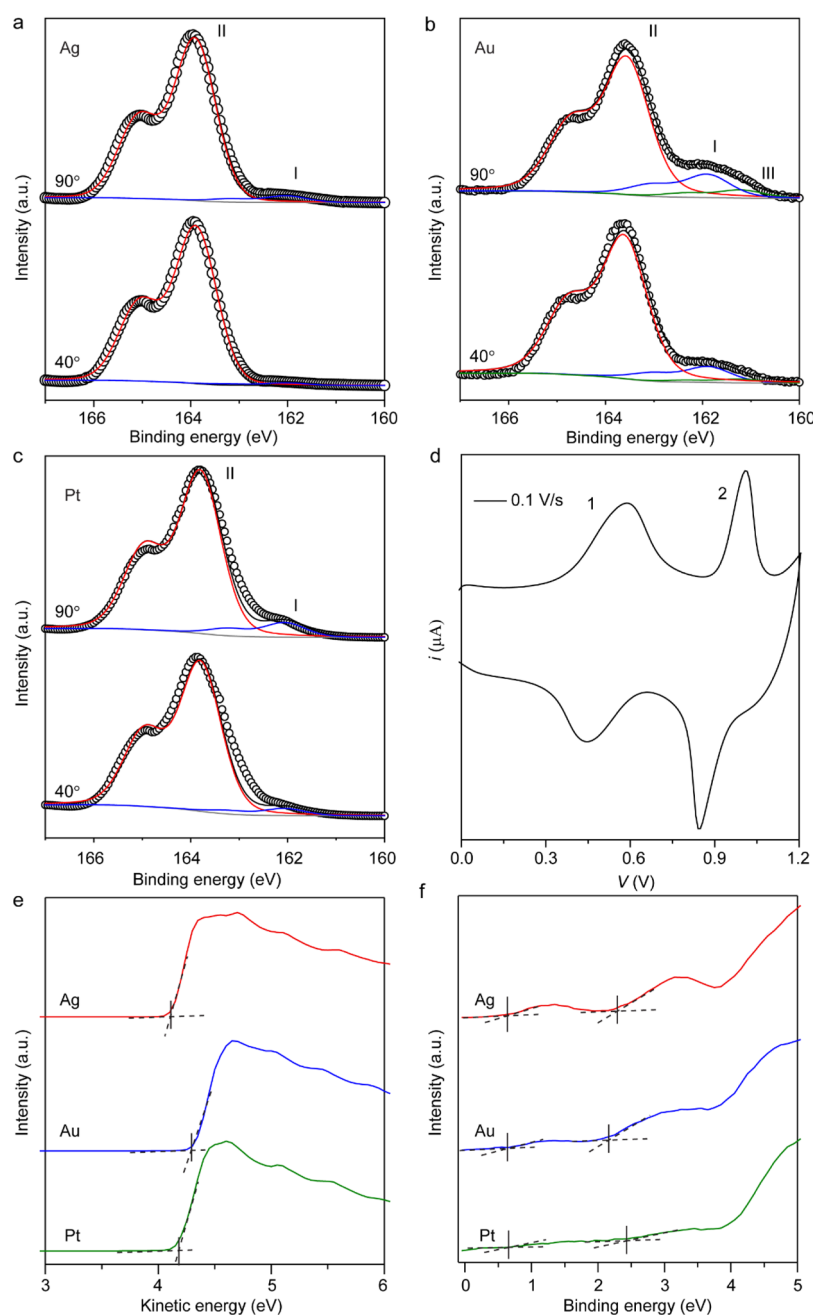 a
Ag
II
I
90°
40°
Intensity (a.u.)
166 164 162 160
Binding energy (eV)
b
Au
II
I
III
90°
40°
Intensity (a.u.)
166 164 162 160
Binding energy (eV)
c
Pt
II
I
90°
40°
Intensity (a.u.)
166 164 162 160
Binding energy (eV)
d
0.1 V/s
1
2
i (μA)
0.0 0.3 0.6 0.9 1.2
V (V)
e
Ag
Au
Pt
Intensity (a.u.)
3 4 5 6
Kinetic energy (eV)
f
Ag
Au
Pt
Intensity (a.u.)
0 1 2 3 4 5
Binding energy (eV)